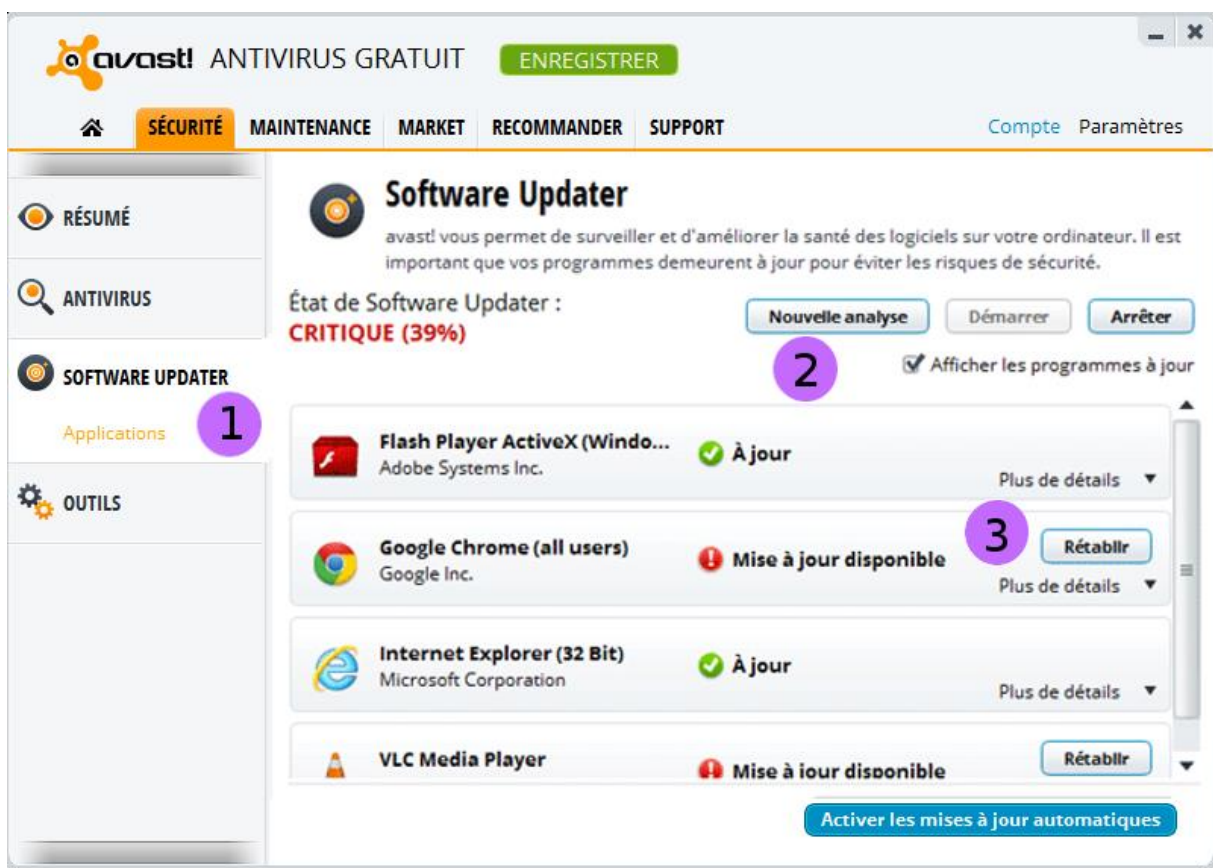 avast! ANTIVIRUS GRATUIT ENREGISTRER
SÉCURITÉ MAINTENANCE MARKET RECOMMANDER SUPPORT Compte Paramètres
RÉSUMÉ
ANTIVIRUS
SOFTWARE UPDATER
Applications 1
OUTILS
Software Updater
avast! vous permet de surveiller et d'améliorer la santé des logiciels sur votre ordinateur. Il est
important que vos programmes demeurent à jour pour éviter les risques de sécurité.
État de Software Updater :
CRITIQUE (39%)
Nouvelle analyse Démarrer Arrêter
2
Afficher les programmes à jour
Flash Player ActiveX (Windo...
Adobe Systems Inc.
À jour
Plus de détails
Google Chrome (all users)
Google Inc.
Mise à jour disponible
3
Rétablir
Plus de détails
Internet Explorer (32 Bit)
Microsoft Corporation
À jour
Plus de détails
VLC Media Player
Mise à jour disponible
Rétablir
Activer les mises à jour automatiques